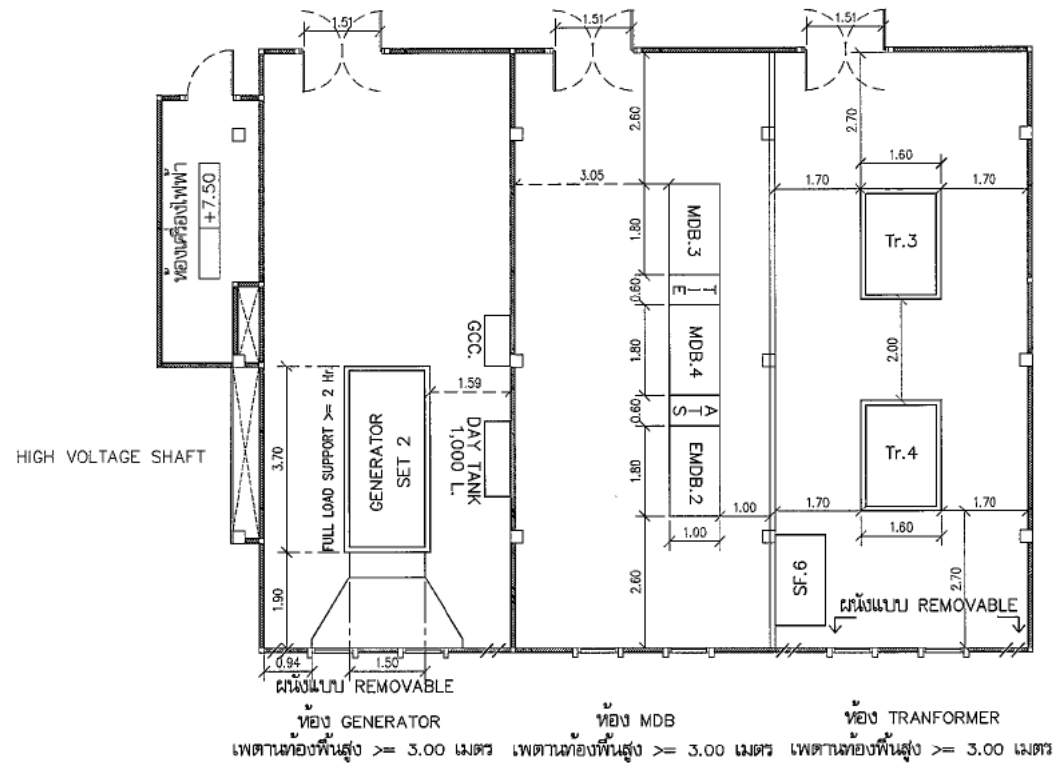 1.51
1.51
1.51
ห้องเครื่องไฟฟ้า
+7.50
2.60
2.70
1.60
3.05
1.70
1.70
MDB.3
1.80
Tr.3
TIE
0.60
GCC.
MDB.4
1.80
2.00
1.59
FULL LOAD SUPPORT >= 2 Hr.
3.70
GENERATOR
SET 2
DAY TANK
1,000 L.
ATS
0.60
HIGH VOLTAGE SHAFT
EMDB.2
1.80
Tr.4
1.70
1.70
1.00
1.00
1.60
1.90
2.60
SF.6
2.70
ผนังแบบ REMOVABLE
0.94
1.50
ผนังแบบ REMOVABLE
ห้อง GENERATOR
ห้อง MDB
ห้อง TRANFORMER
เพดานท้องพื้นสูง >= 3.00 เมตร
เพดานท้องพื้นสูง >= 3.00 เมตร
เพดานท้องพื้นสูง >= 3.00 เมตร